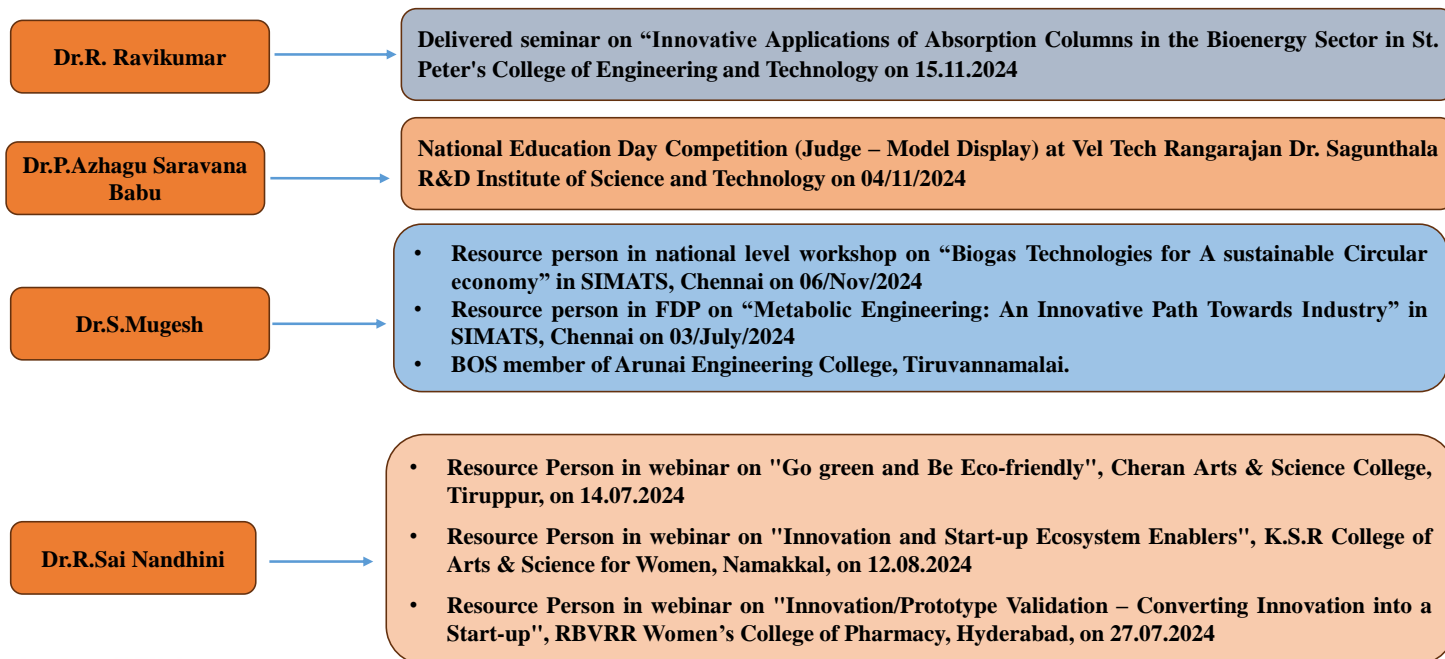 Dr.R. Ravikumar
Delivered seminar on “Innovative Applications of Absorption Columns in the Bioenergy Sector in St.
Peter's College of Engineering and Technology on 15.11.2024
Dr.P.Azhagu Saravana
Babu
National Education Day Competition (Judge – Model Display) at Vel Tech Rangarajan Dr. Sagunthala
R&D Institute of Science and Technology on 04/11/2024
Dr.S.Mugesh
• Resource person in national level workshop on “Biogas Technologies for A sustainable Circular
economy” in SIMATS, Chennai on 06/Nov/2024
• Resource person in FDP on “Metabolic Engineering: An Innovative Path Towards Industry” in
SIMATS, Chennai on 03/July/2024
• BOS member of Arunai Engineering College, Tiruvannamalai.
Dr.R.Sai Nandhini
• Resource Person in webinar on "Go green and Be Eco-friendly", Cheran Arts & Science College,
Tiruppur, on 14.07.2024
• Resource Person in webinar on "Innovation and Start-up Ecosystem Enablers", K.S.R College of
Arts & Science for Women, Namakkal, on 12.08.2024
• Resource Person in webinar on "Innovation/Prototype Validation – Converting Innovation into a
Start-up", RBVRR Women’s College of Pharmacy, Hyderabad, on 27.07.2024